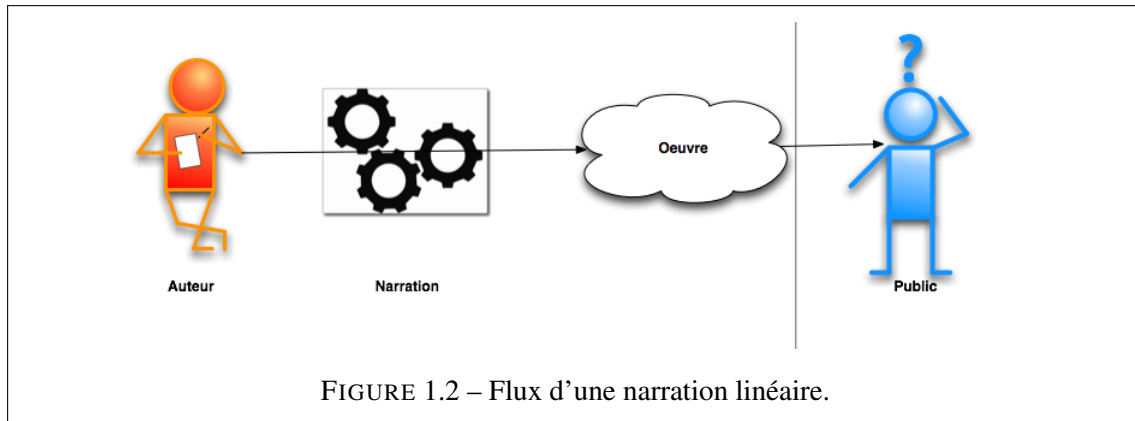 ?
Oeuvre
Auteur
Narration
Public
FIGURE 1.2 – Flux d'une narration linéaire.